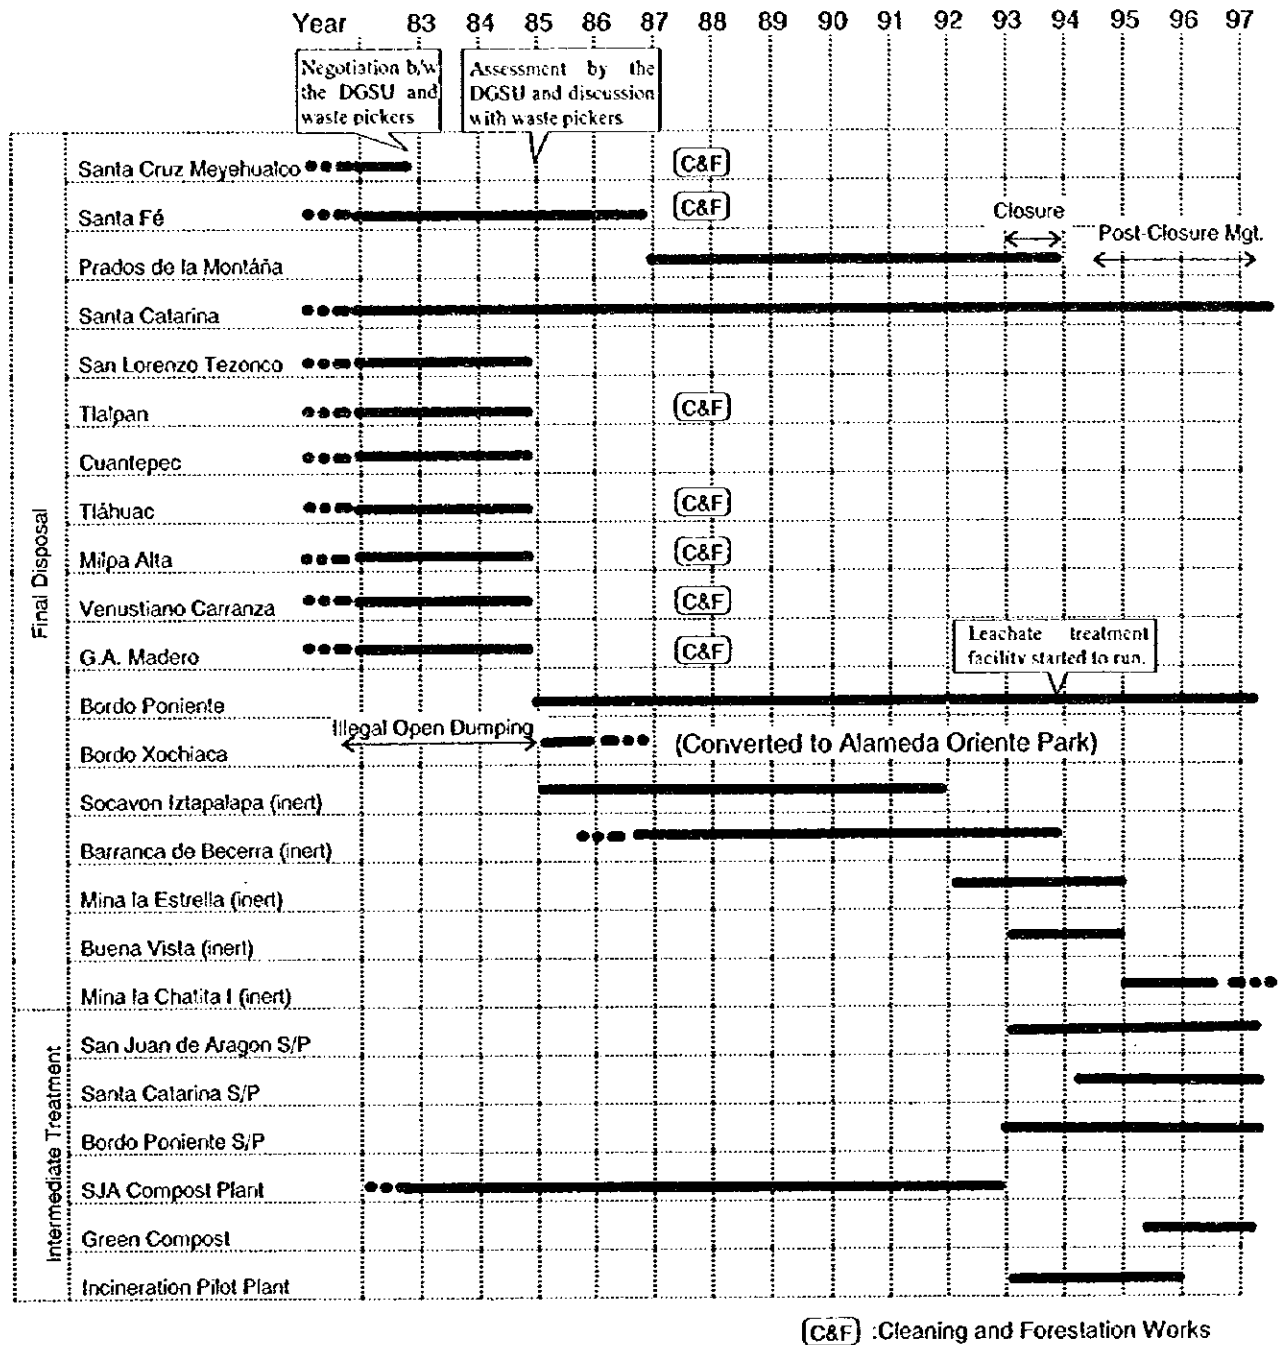 Year 83 84 85 86 87 88 89 90 91 92 93 94 95 96 97
Negotiation b/w
the DGSU and
waste pickers
Assessment by the
DGSU and discussion
with waste pickers
Final Disposal
Santa Cruz Meyehualco C&F
Santa Fé C&F
Closure
Post-Closure Mgt.
Prados de la Montáña
Santa Catarina
San Lorenzo Tezonco
Tlalpan C&F
Cuantepec
Tláhuac C&F
Milpa Alta C&F
Venustiano Carranza C&F
G.A. Madero C&F
Leachate treatment
facility started to run.
Bordo Poniente
Illegal Open Dumping
Bordo Xochiaca (Converted to Alameda Oriente Park)
Socavon Iztapalapa (inert)
Barranca de Becerra (inert)
Mina la Estrella (inert)
Buena Vista (inert)
Mina la Chatita I (inert)
Intermediate Treatment
San Juan de Aragon S/P
Santa Catarina S/P
Bordo Poniente S/P
SJA Compost Plant
Green Compost
Incineration Pilot Plant
C&F :Cleaning and Forestation Works